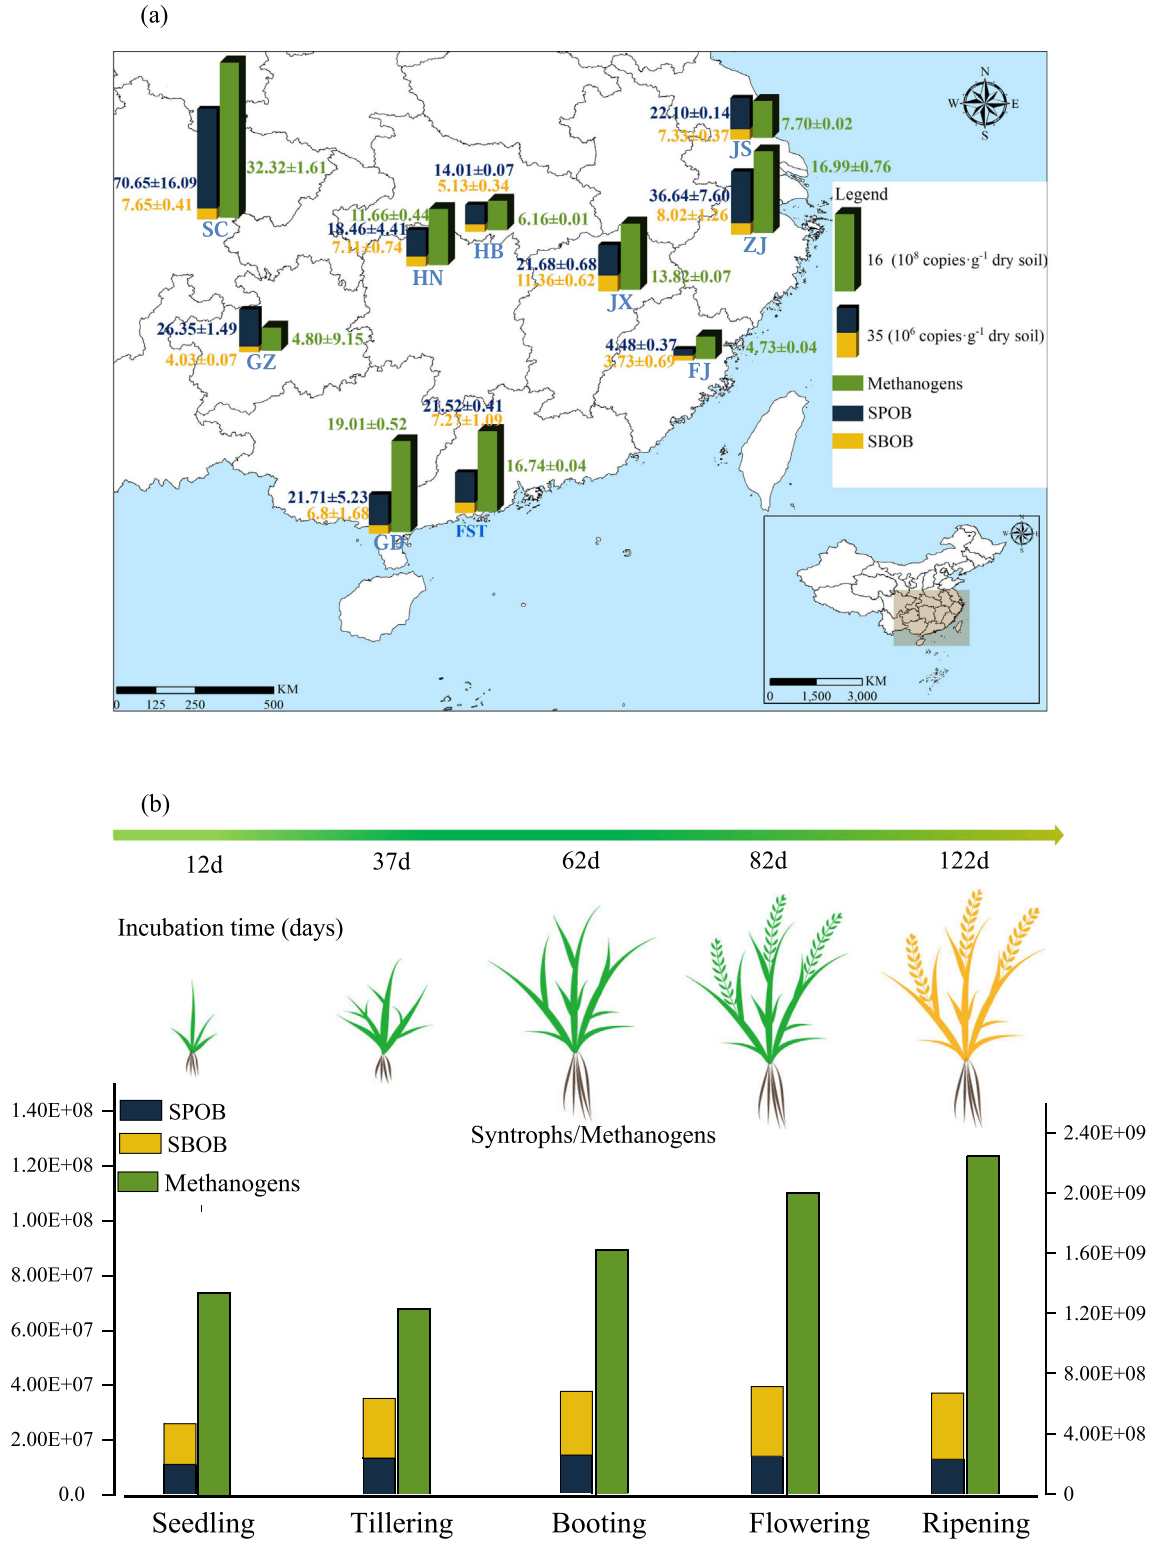 (a)
N
W E
S
22.10±0.14
7.33±0.37
7.70±0.02
JS
32.32±1.61
70.65±16.09
7.65±0.41
SC
14.01±0.07
5.13±0.34
6.16±0.01
HB
16.99±0.76
36.64±7.60
8.02±1.26
ZJ
11.66±0.44
18.46±4.41
7.11±0.74
HN
21.68±0.68
11.36±0.62
13.82±0.07
JX
26.35±1.49
4.03±0.07
4.80±9.15
GZ
4.48±0.37
3.73±0.69
4.73±0.04
FJ
19.01±0.52
21.71±5.23
6.8±1.68
GD
21.52±0.41
7.27±1.09
16.74±0.04
FST
Legend
16 (10⁸ copies·g⁻¹ dry soil)
35 (10⁶ copies·g⁻¹ dry soil)
Methanogens
SPOB
SBOB
N
W E
S
KM
0 125 250 500
KM
0 1,500 3,000
(b)
12d 37d 62d 82d 122d
Incubation time (days)
SPOB
SBOB
Methanogens
Syntrophs/Methanogens
1.40E+08
1.20E+08
1.00E+08
8.00E+07
6.00E+07
4.00E+07
2.00E+07
0.0
2.40E+09
2.00E+09
1.60E+09
1.20E+09
8.00E+08
4.00E+08
0
Seedling Tillering Booting Flowering Ripening